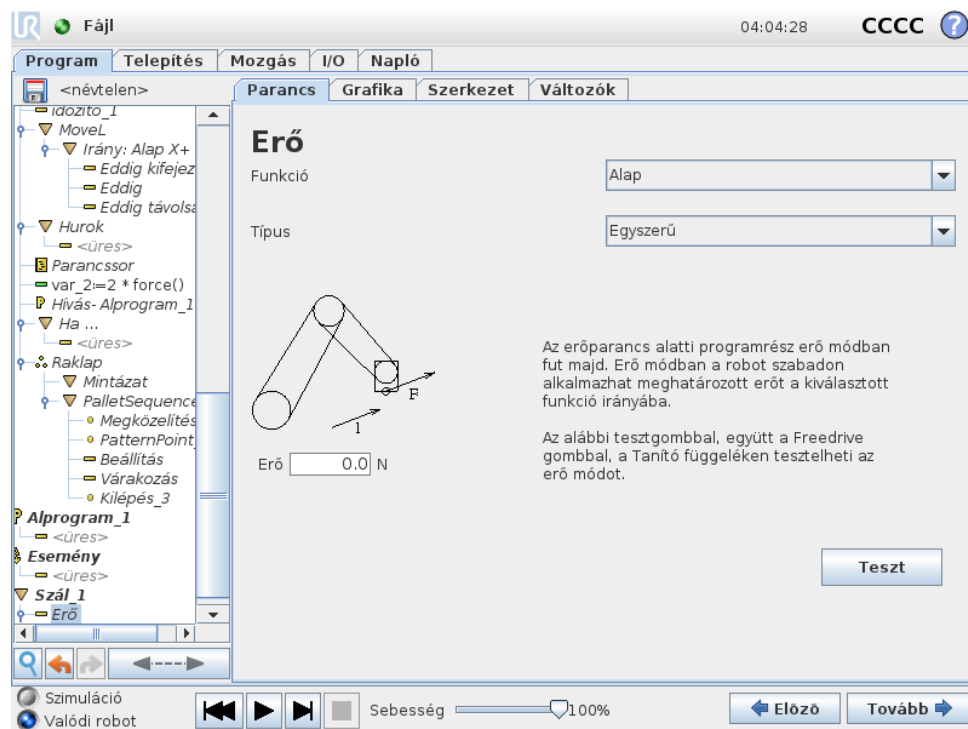 UR Fájl 04:04:28 CCCC ?
Program Telepítés Mozgás I/O Napló
<névtelen>
Parancs Grafika Szerkezet Változók
Időzítő_1
MoveL
Irány: Alap X+
Eddig kifejez
Eddig
Eddig távolsá
Hurok
<üres>
Parancssor
var_2:=2 * force()
Hívás- Alprogram_1
Ha ...
<üres>
Raklap
Mintázat
PalletSequence
Megközelítés
PatternPoint_
Beállítás
Várakozás
Kilépés_3
Alprogram_1
<üres>
Esemény
<üres>
Szál_1
Erő
Erő
Funkció
Alap
Típus
Egyszerű
F
1
Erő 0.0 N
Az erőparancs alatti programrész erő módban
fut majd. Erő módban a robot szabadon
alkalmazhat meghatározott erőt a kiválasztott
funkció irányába.
Az alábbi tesztgombbal, együtt a Freedrive
gombbal, a Tanító függeléken tesztelheti az
erő módot.
Teszt
Szimuláció
Valódi robot
Sebesség 100%
Előző Tovább